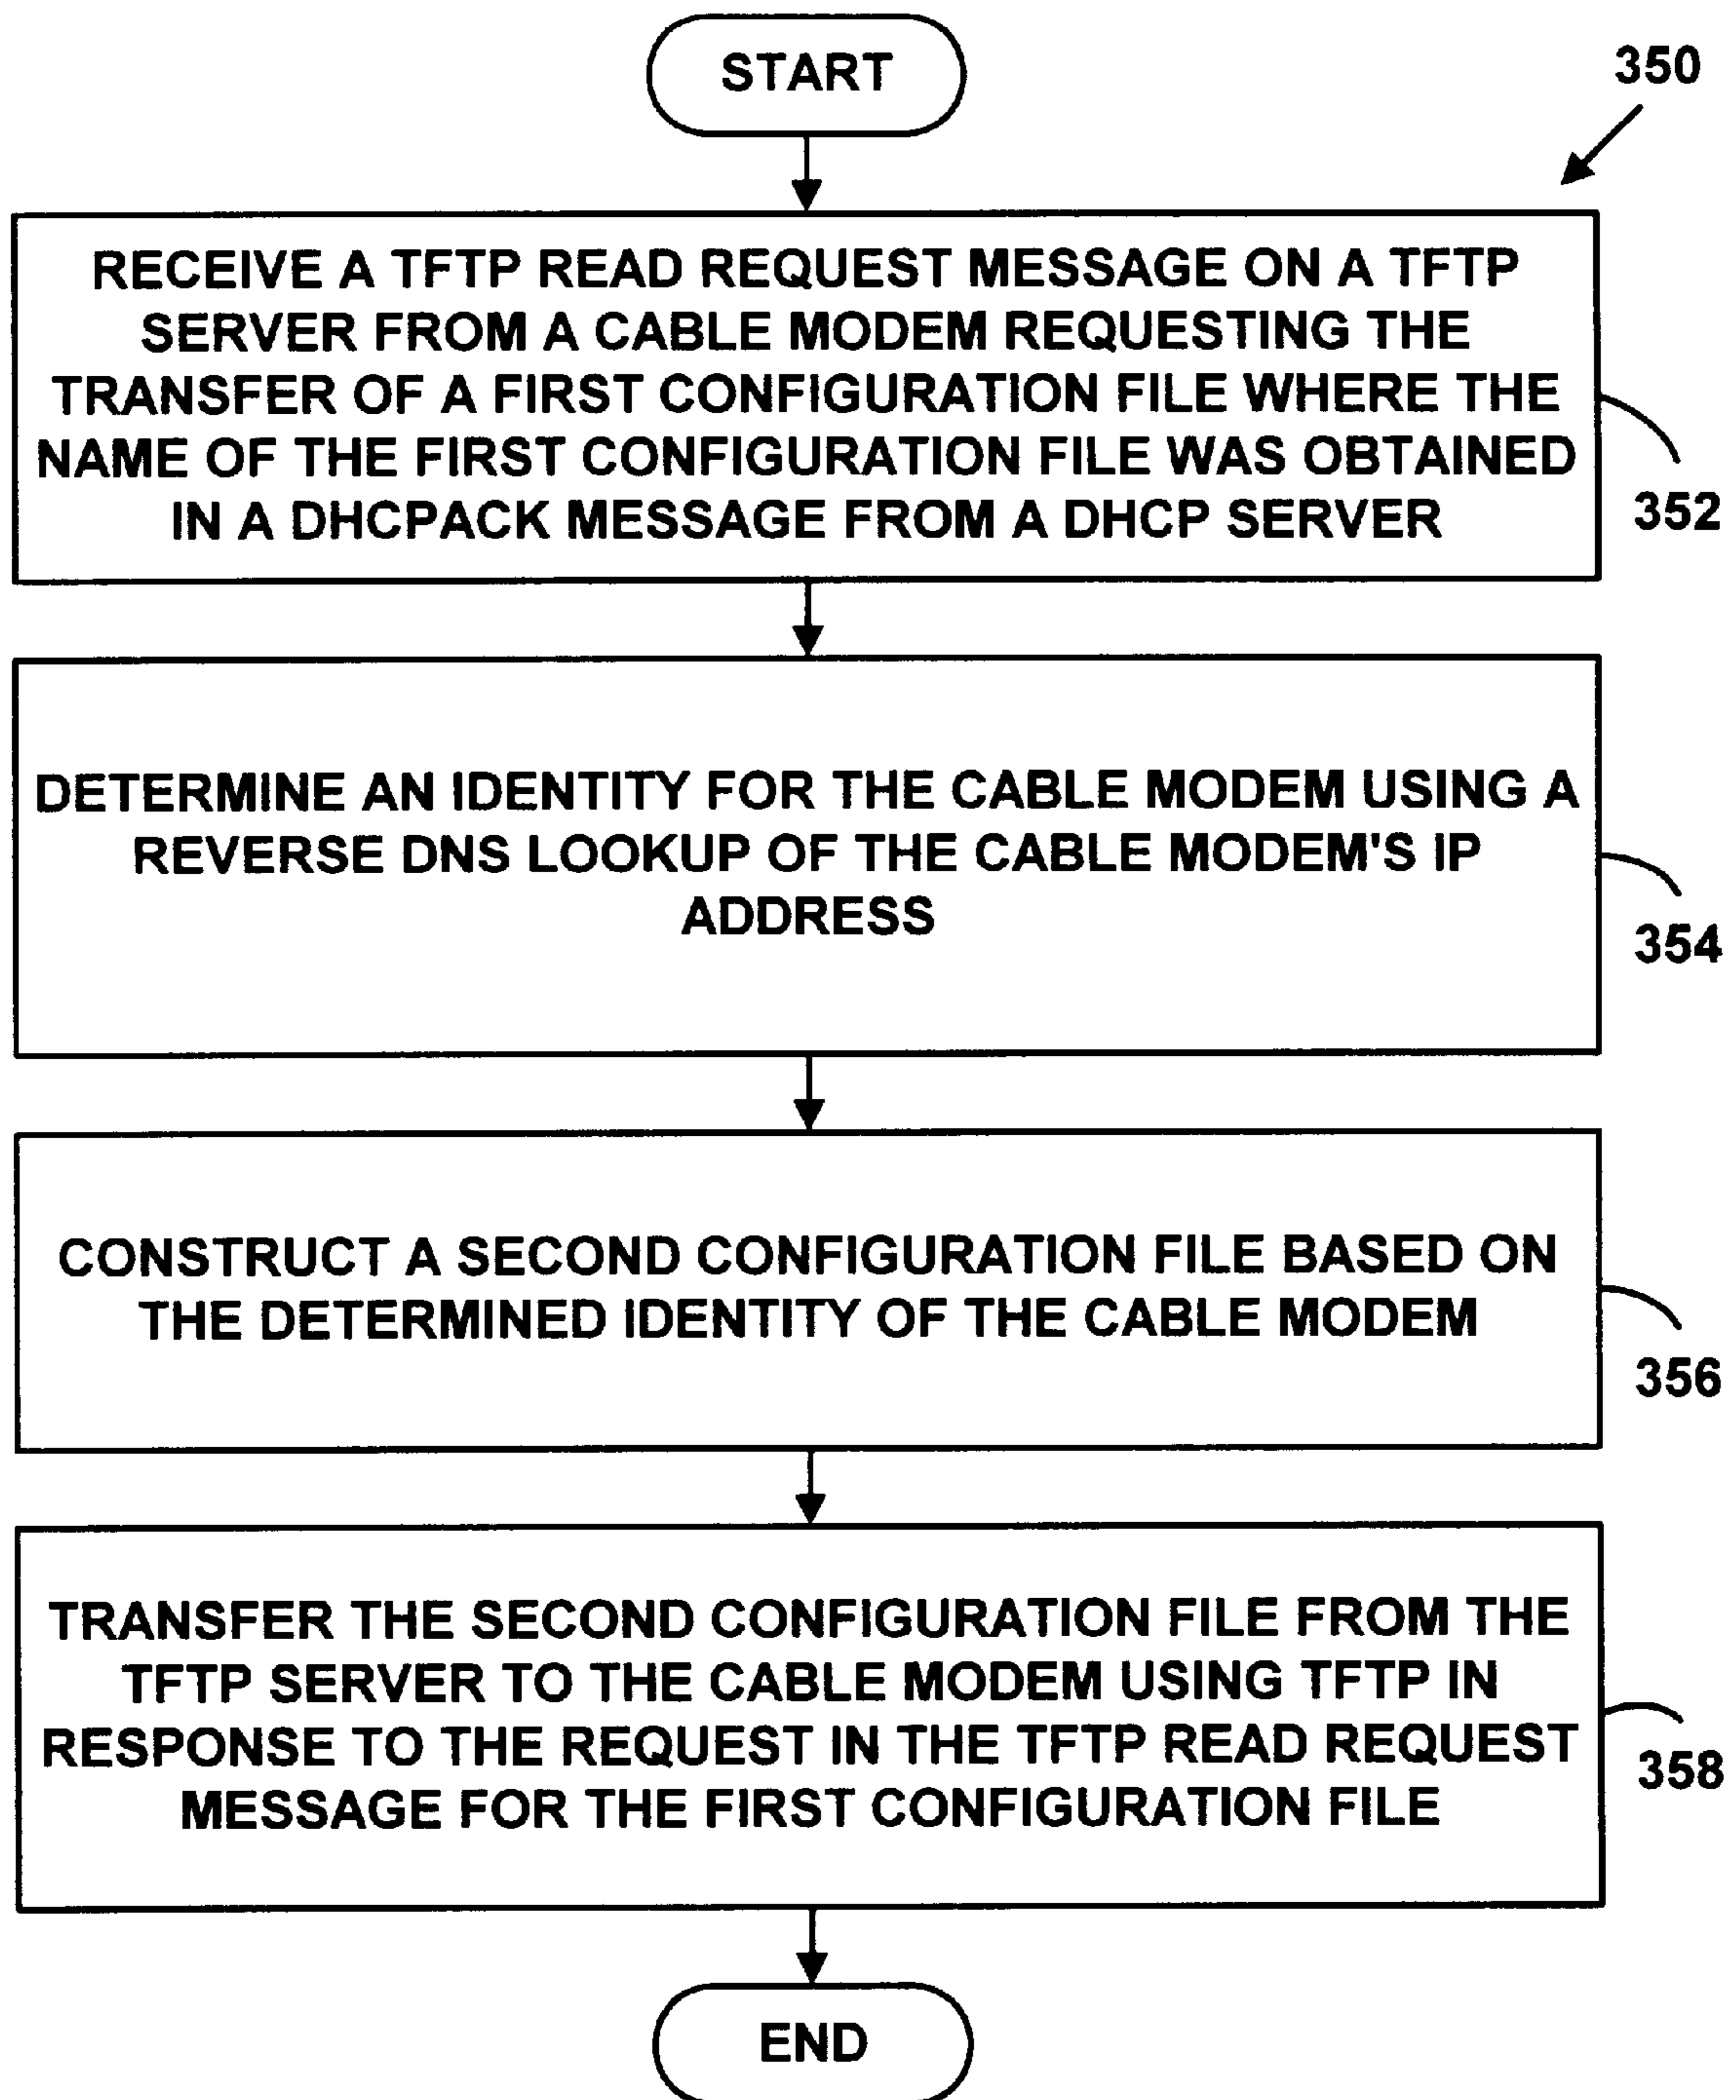 START
350
RECEIVE A TFTP READ REQUEST MESSAGE ON A TFTP
SERVER FROM A CABLE MODEM REQUESTING THE
TRANSFER OF A FIRST CONFIGURATION FILE WHERE THE
NAME OF THE FIRST CONFIGURATION FILE WAS OBTAINED
IN A DHCPACK MESSAGE FROM A DHCP SERVER
352
DETERMINE AN IDENTITY FOR THE CABLE MODEM USING A
REVERSE DNS LOOKUP OF THE CABLE MODEM'S IP
ADDRESS
354
CONSTRUCT A SECOND CONFIGURATION FILE BASED ON
THE DETERMINED IDENTITY OF THE CABLE MODEM
356
TRANSFER THE SECOND CONFIGURATION FILE FROM THE
TFTP SERVER TO THE CABLE MODEM USING TFTP IN
RESPONSE TO THE REQUEST IN THE TFTP READ REQUEST
MESSAGE FOR THE FIRST CONFIGURATION FILE
358
END